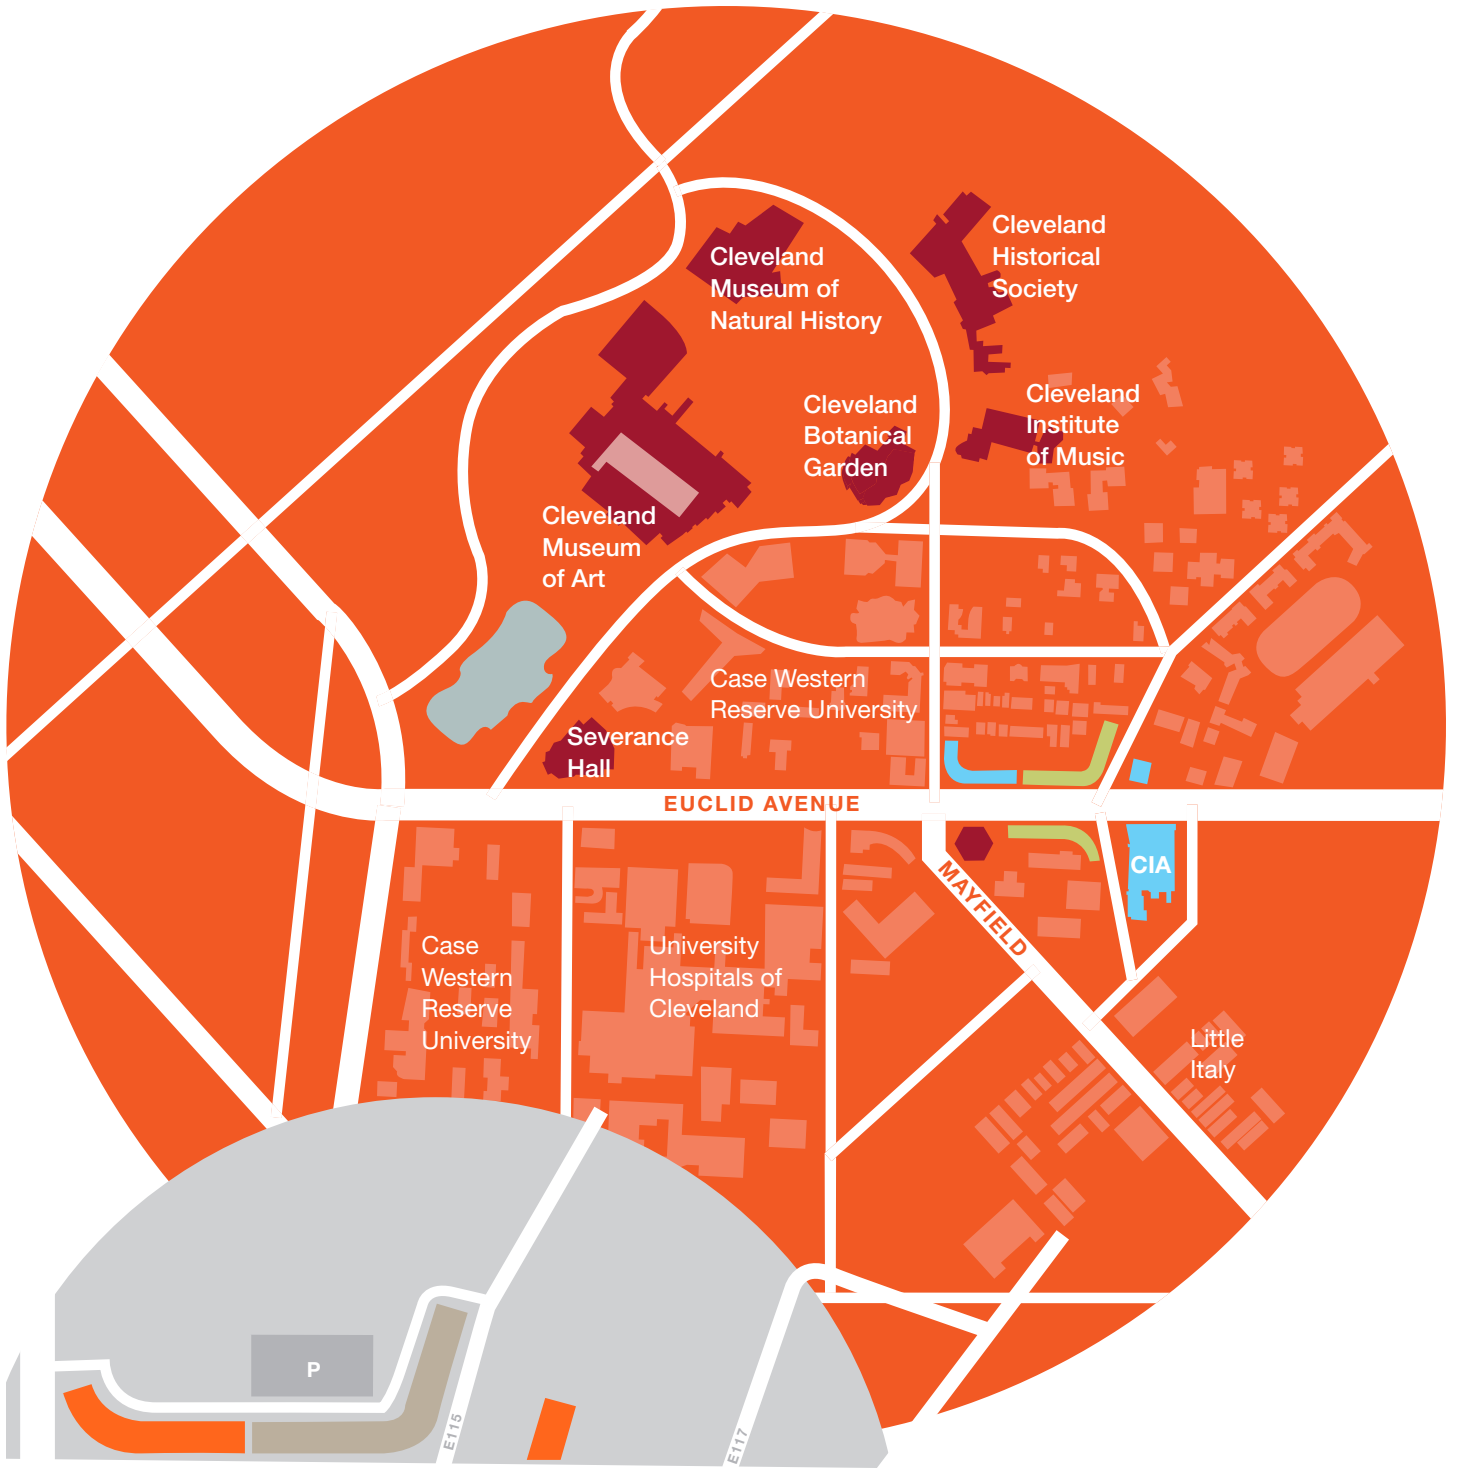 Cleveland
Historical
Society
Cleveland
Museum of
Natural History
Cleveland
Institute
of Music
Cleveland
Botanical
Garden
Cleveland
Museum
of Art
Case Western
Reserve University
Severance
Hall
EUCLID AVENUE
CIA
MAYFIELD
Case
Western
Reserve
University
University
Hospitals of
Cleveland
Little
Italy
P
E115
E117